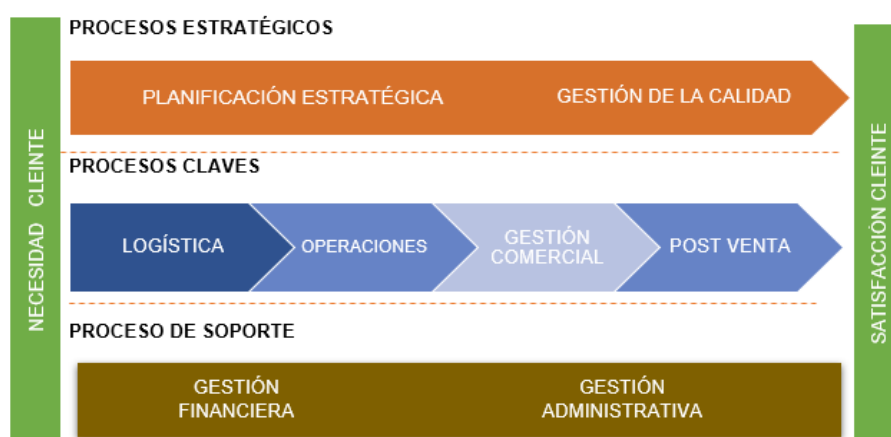 PROCESOS ESTRATÉGICOS
PLANIFICACIÓN ESTRATÉGICA
GESTIÓN DE LA CALIDAD
NECESIDAD CLEINTE
PROCESOS CLAVES
LOGÍSTICA
OPERACIONES
GESTIÓN
COMERCIAL
POST VENTA
SATISFACCIÓN CLEINTE
PROCESO DE SOPORTE
GESTIÓN
FINANCIERA
GESTIÓN
ADMINISTRATIVA